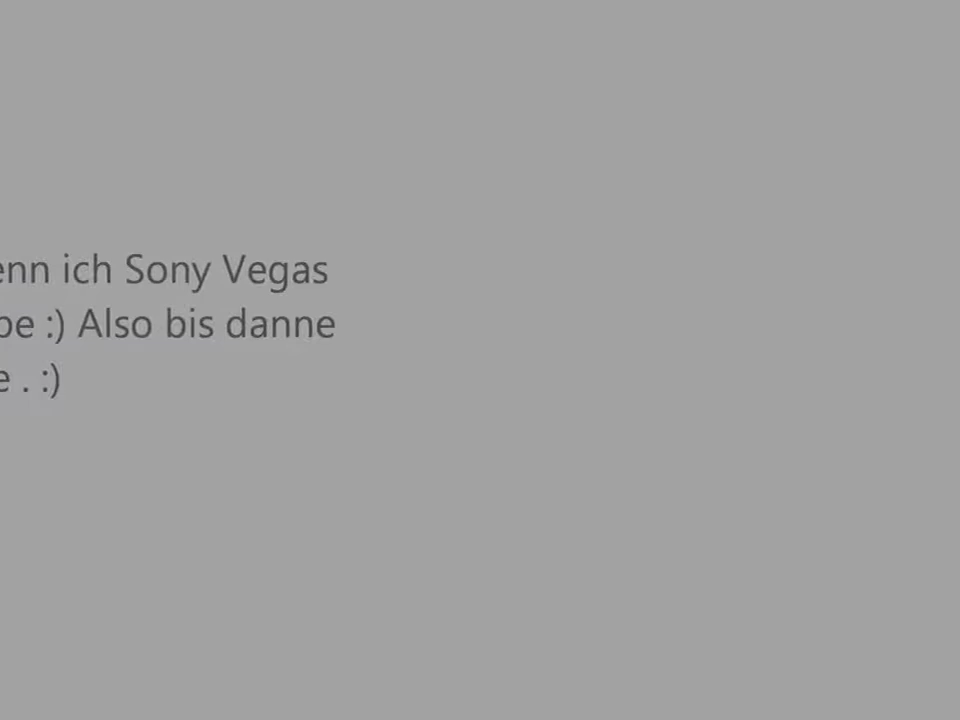 enn ich Sony Vegas
be :) Also bis danne
e . :)